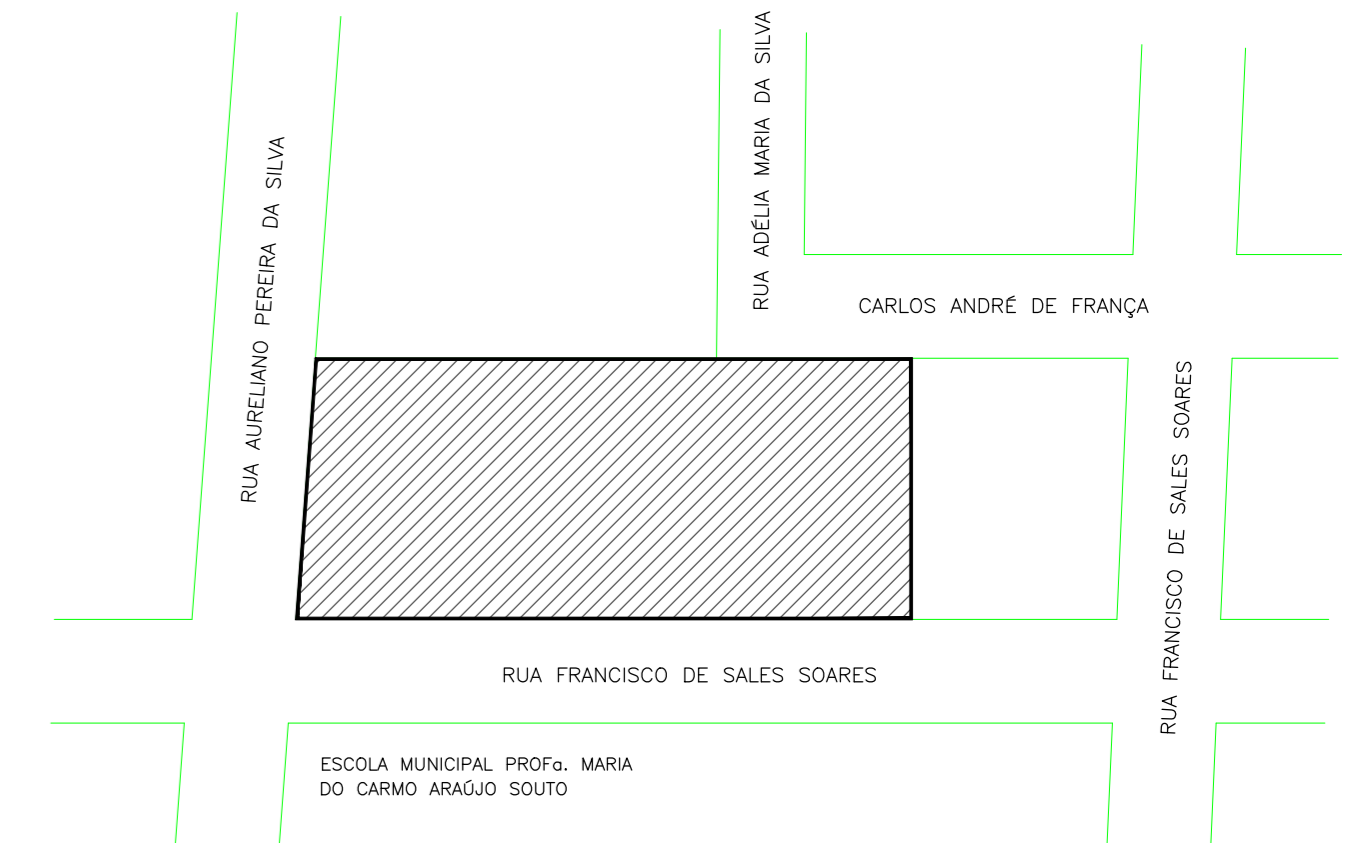 RUA AURELIANO PEREIRA DA SILVA
RUA ADÉLIA MARIA DA SILVA
CARLOS ANDRÉ DE FRANÇA
RUA FRANCISCO DE SALES SOARES
RUA FRANCISCO DE SALES SOARES
ESCOLA MUNICIPAL PROFa. MARIA
DO CARMO ARAÚJO SOUTO